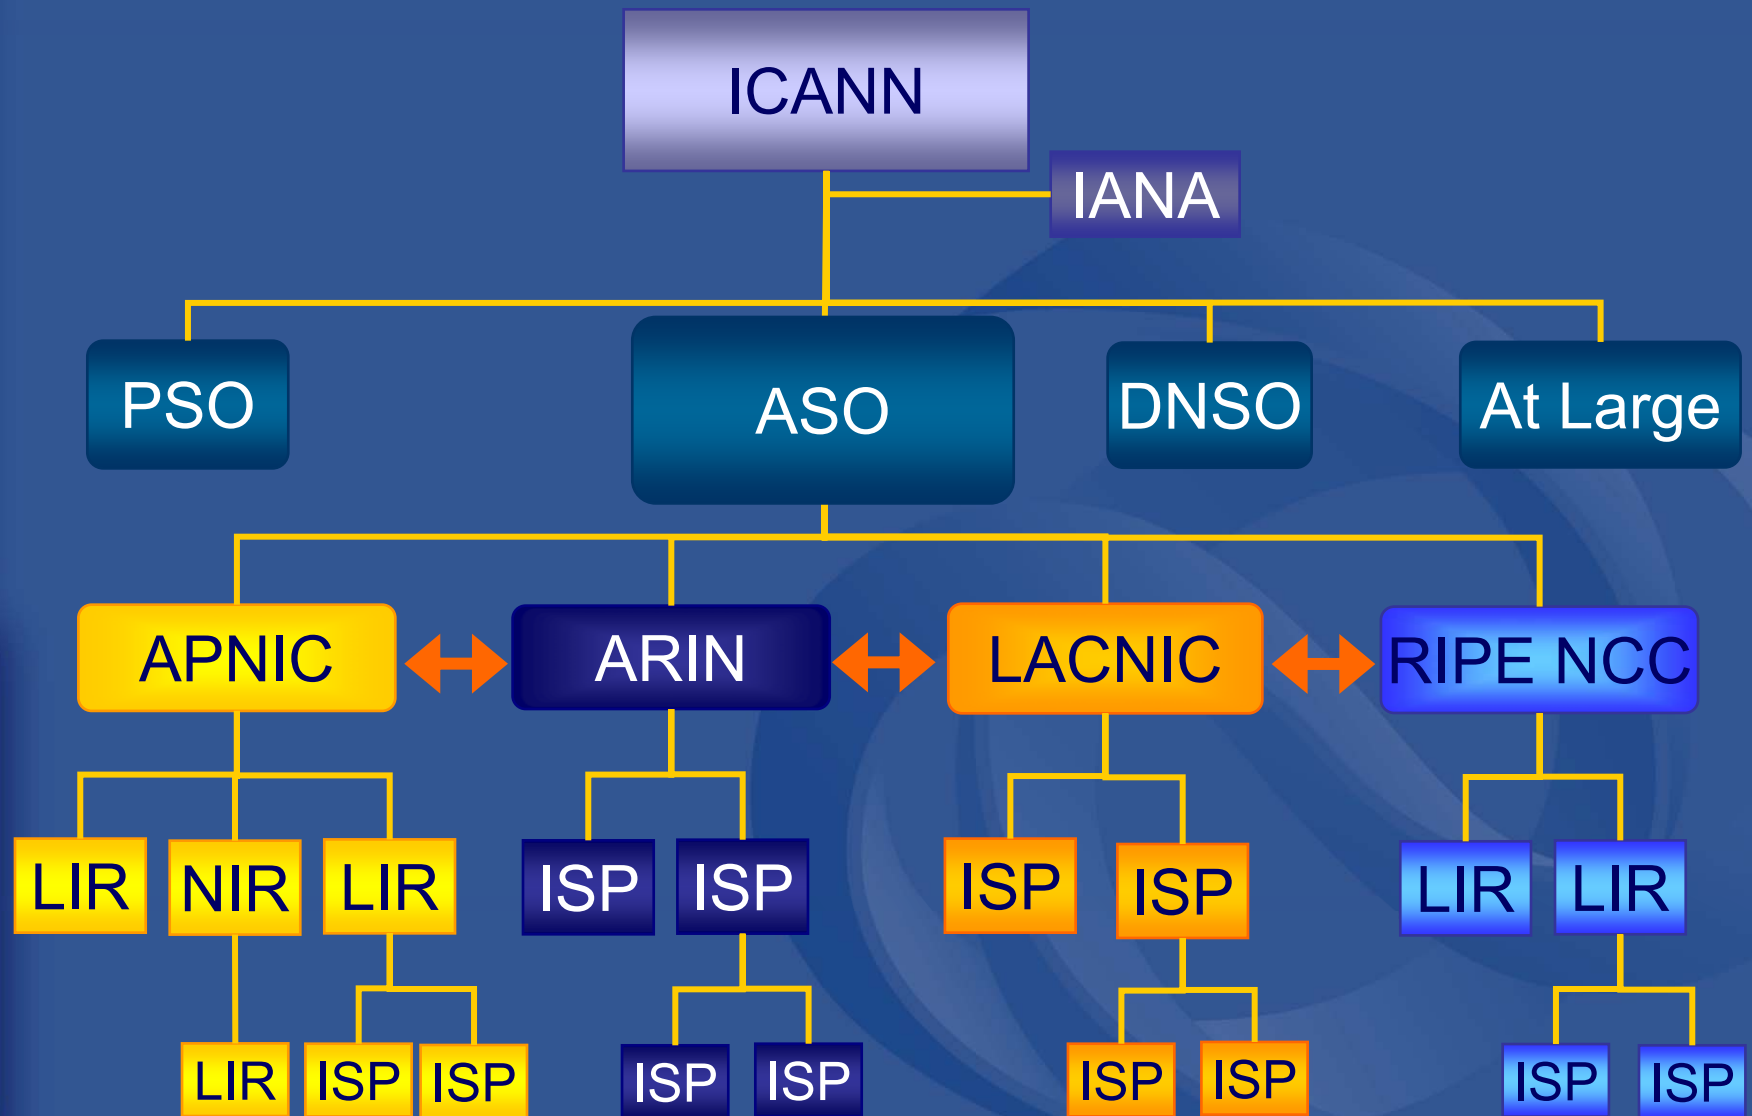 ICANN
IANA
PSO
ASO
DNSO
At Large
APNIC
ARIN
LACNIC
RIPE NCC
LIR
NIR
LIR
ISP
ISP
ISP
ISP
LIR
LIR
LIR
ISP
ISP
ISP
ISP
ISP
ISP
ISP
ISP